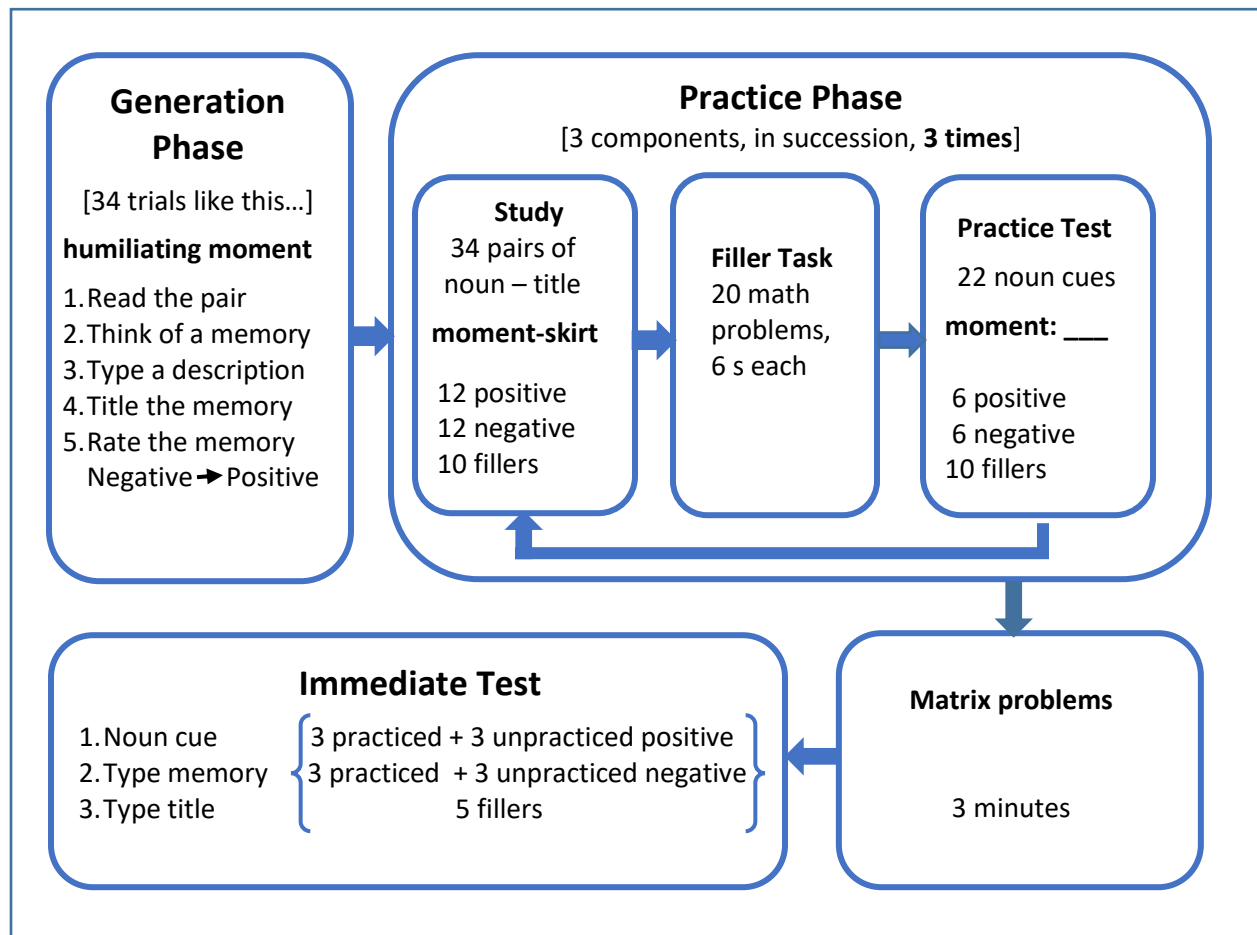 Generation
Phase
[34 trials like this…]
humiliating moment
1.Read the pair
2.Think of a memory
3.Type a description
4.Title the memory
5.Rate the memory
Negative → Positive
Practice Phase
[3 components, in succession, 3 times]
Study
34 pairs of
noun – title
moment-skirt
12 positive
12 negative
10 fillers
Filler Task
20 math
problems,
6 s each
Practice Test
22 noun cues
moment: ___
6 positive
6 negative
10 fillers
Matrix problems
3 minutes
Immediate Test
1.Noun cue
2.Type memory
3.Type title
3 practiced + 3 unpracticed positive
3 practiced + 3 unpracticed negative
5 fillers